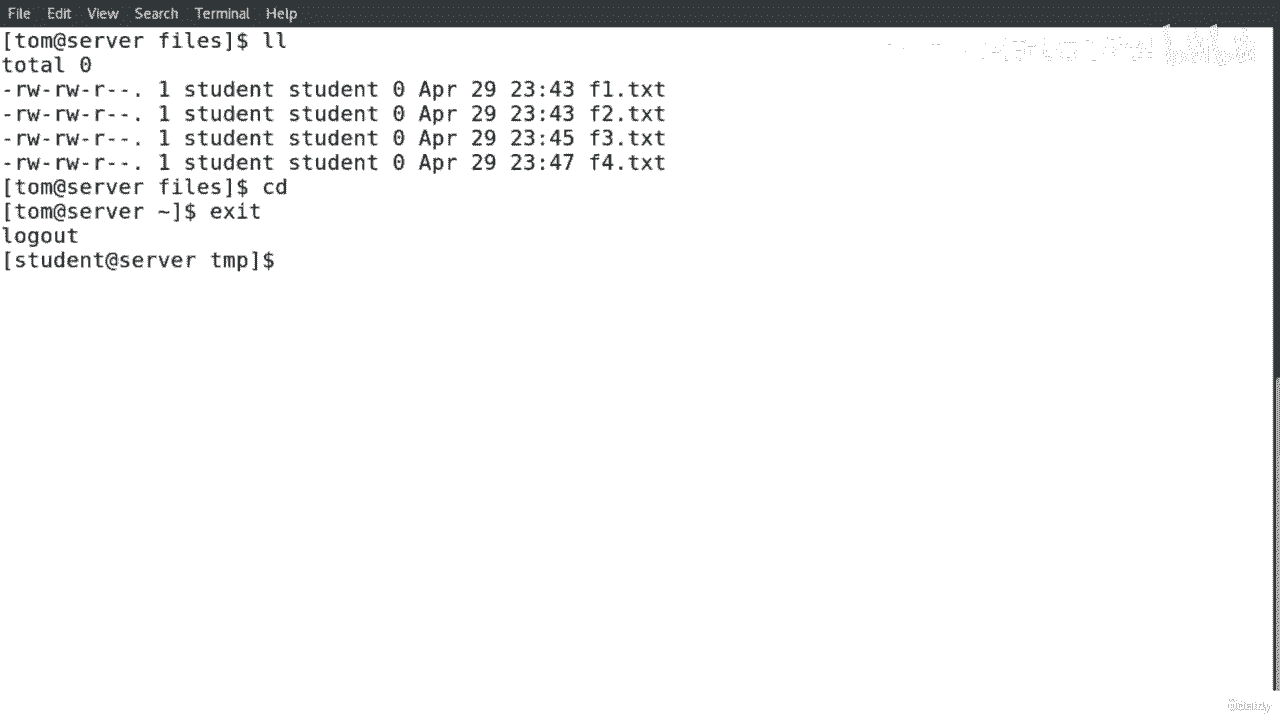 File Edit View Search Terminal Help
[tom@server files]$ ll
total 0
-rw-rw-r--. 1 student student 0 Apr 29 23:43 f1.txt
-rw-rw-r--. 1 student student 0 Apr 29 23:43 f2.txt
-rw-rw-r--. 1 student student 0 Apr 29 23:45 f3.txt
-rw-rw-r--. 1 student student 0 Apr 29 23:47 f4.txt
[tom@server files]$ cd
[tom@server ~]$ exit
logout
[student@server tmp]$